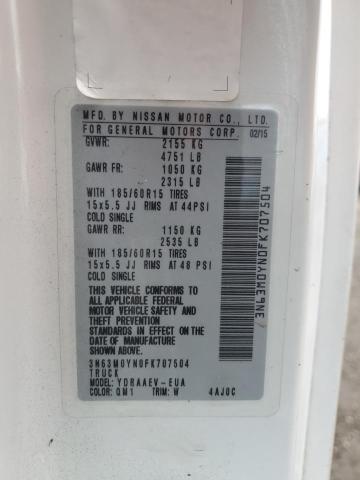 MFD. BY NISSAN MOTOR CO., LTD.
FOR GENERAL MOTORS CORP. 02/15
GVWR: 2155 KG
4751 LB
GAWR FR: 1050 KG
2315 LB
WITH 185/60R15 TIRES
15x5.5 JJ RIMS AT 44PSI
COLD SINGLE
GAWR RR: 1150 KG
2535 LB
WITH 185/60R15 TIRES
15x5.5 JJ RIMS AT 48 PSI
COLD SINGLE
THIS VEHICLE CONFORMS TO
ALL APPLICABLE FEDERAL
MOTOR VEHICLE SAFETY AND
THEFT PREVENTION
STANDARDS IN EFFECT ON THE
DATE OF MANUFACTURE
SHOWN ABOVE.
3N63M0YN0FK707504
TRUCK
MODEL: YDRAAEV-EUA
COLOR: QM1 TRIM: W 4AJ0C
3N63M0YN0FK707504